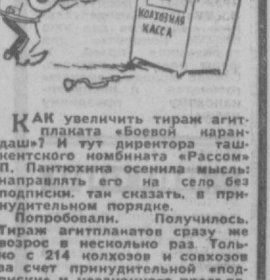 КОЛХОЗНАЯ
КАССА
КАК увеличить тираж агит-
плаката «Боевой каран-
даш»? И тут директора таш-
кентского комбината «Рассом»
П. Пантюхина осенила мысль:
направлять его на село без
подписки, так сказать, в при-
нудительном порядке.
Попробовали. Получилось.
Тираж агитплакатов сразу же
возрос в несколько раз. Толь-
ко с 214 колхозов и совхозов
за счет принудительной «под-